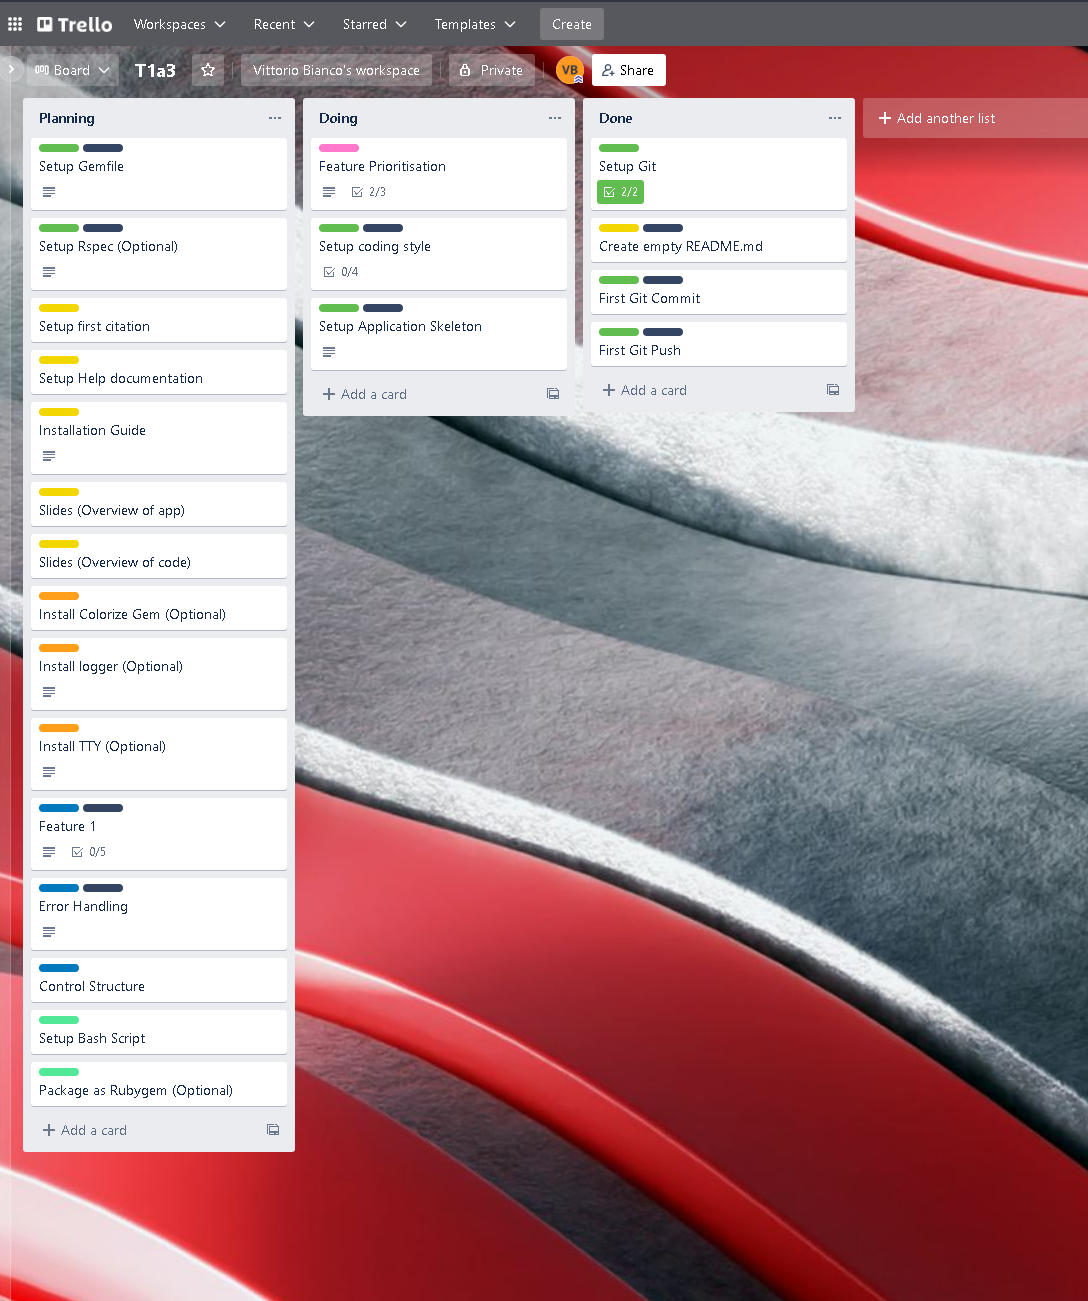 Trello Workspaces Recent Starred Templates Create
Board T1a3 Vittorio Bianco's workspace Private VB Share
Planning
Setup Gemfile
Setup Rspec (Optional)
Setup first citation
Setup Help documentation
Installation Guide
Slides (Overview of app)
Slides (Overview of code)
Install Colorize Gem (Optional)
Install logger (Optional)
Install TTY (Optional)
Feature 1
0/5
Error Handling
Control Structure
Setup Bash Script
Package as Rubygem (Optional)
+ Add a card
Doing
Feature Prioritisation
2/3
Setup coding style
0/4
Setup Application Skeleton
+ Add a card
Done
Setup Git
2/2
Create empty README.md
First Git Commit
First Git Push
+ Add a card
+ Add another list